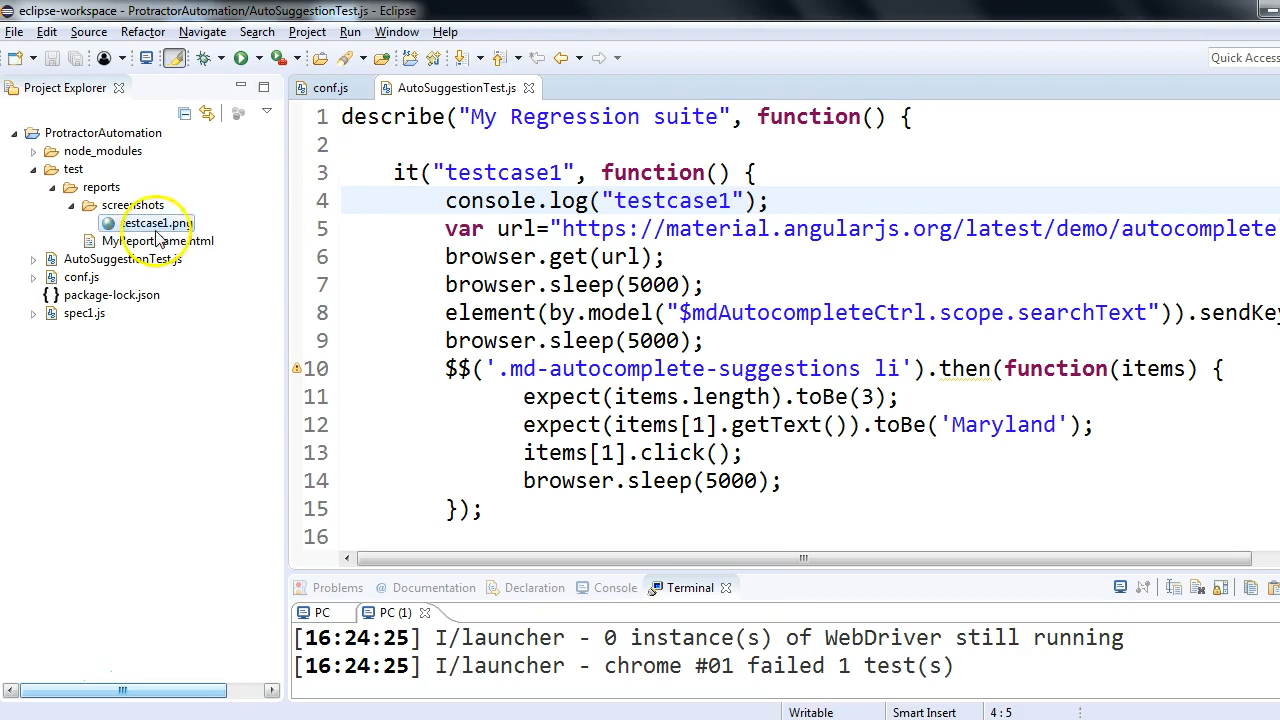 eclipse-workspace - ProtractorAutomation/AutoSuggestionTest.js - Eclipse
File Edit Source Refactor Navigate Search Project Run Window Help
Quick Access
Project Explorer
conf.js
AutoSuggestionTest.js
ProtractorAutomation
node_modules
test
reports
screenshots
testcase1.png
AutoSuggestionTest.js
conf.js
package-lock.json
spec1.js
1 describe("My Regression suite", function() {
2
3 it("testcase1", function() {
4 console.log("testcase1");
5 var url="https://material.angularjs.org/latest/demo/autocomplete
6 browser.get(url);
7 browser.sleep(5000);
8 element(by.model("$mdAutocompleteCtrl.scope.searchText")).sendKey
9 browser.sleep(5000);
10 $$('.md-autocomplete-suggestions li').then(function(items) {
11 expect(items.length).toBe(3);
12 expect(items[1].getText()).toBe('Maryland');
13 items[1].click();
14 browser.sleep(5000);
15 });
16
Problems @ Documentation Declaration Console Terminal
PC PC (1)
[16:24:25] I/launcher - 0 instance(s) of WebDriver still running
[16:24:25] I/launcher - chrome #01 failed 1 test(s)
Writable Smart Insert 4 : 5